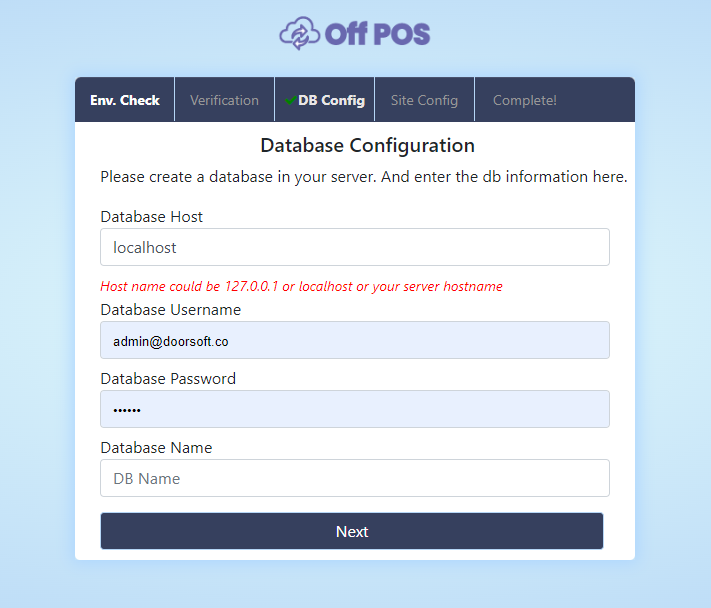 Off POS
Env. Check Verification DB Config Site Config Complete!
Database Configuration
Please create a database in your server. And enter the db information here.
Database Host
localhost
Host name could be 127.0.0.1 or localhost or your server hostname
Database Username
admin@doorsoft.co
Database Password
••••••
Database Name
DB Name
Next